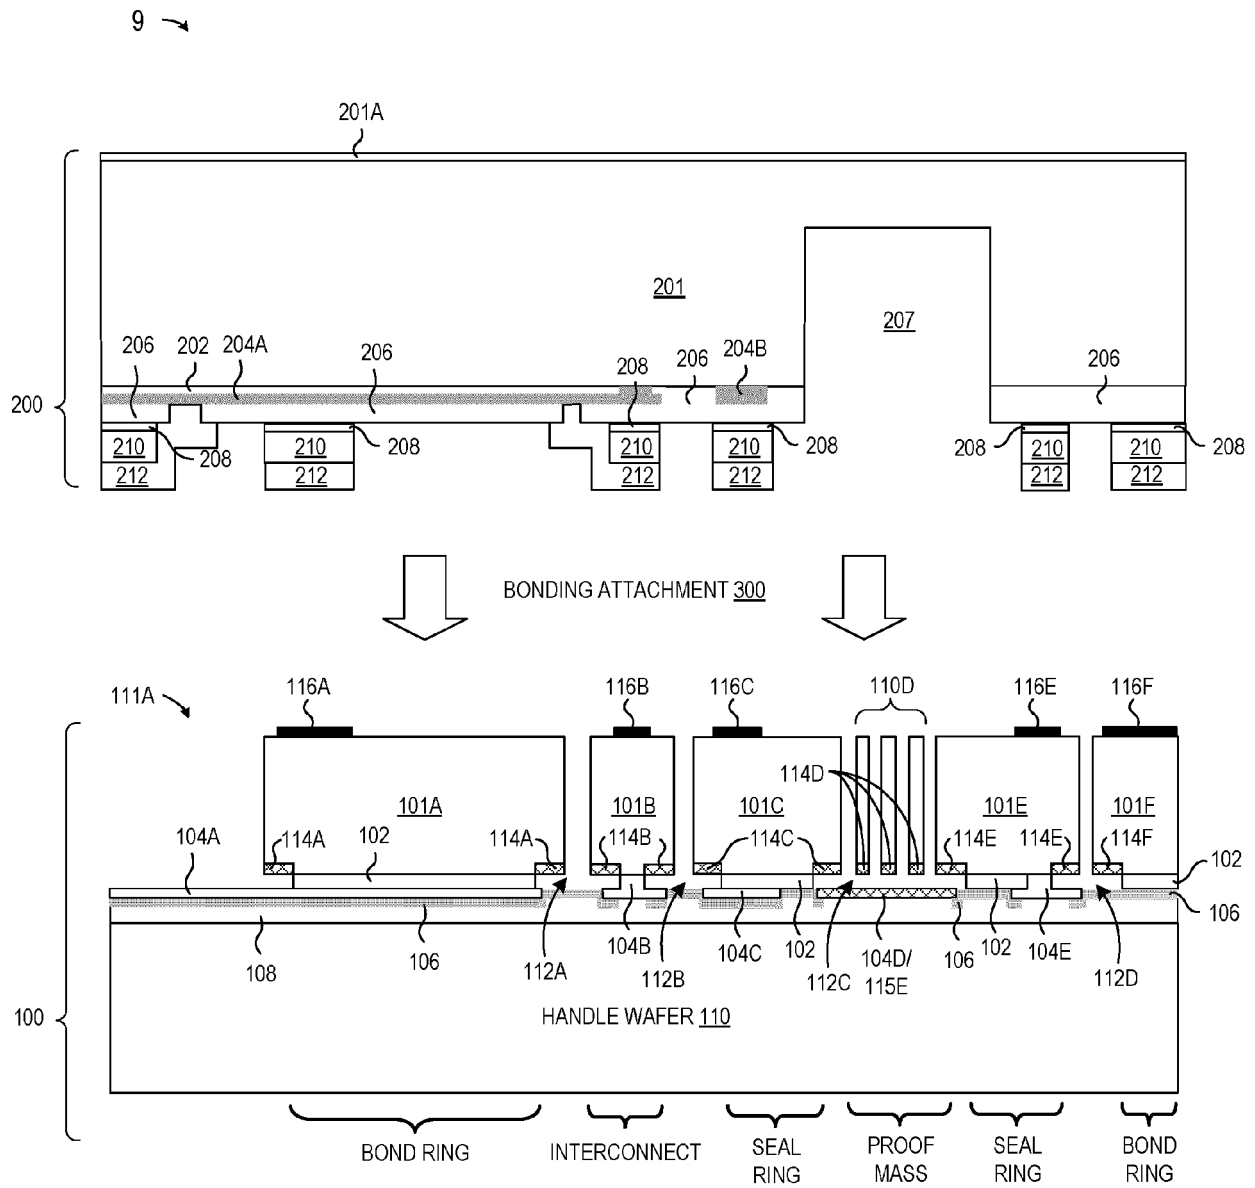 9
201A
201
207
206 202 204A 206 208 206 204B 206
200
210 208 210 208 210 210 208 208 210 210 208
212 212 212 212 212 212
BONDING ATTACHMENT 300
111A
116A 116B 116C 110D 116E 116F
114D
101A 101B 101C 101E 101F
104A 114A 102 114A 114B 114C 114E 114E 114F
102
106
108 106 112A 104B 112B 104C 102 112C 104D/ 106 102 104E 112D
115E
100
HANDLE WAFER 110
BOND RING INTERCONNECT SEAL PROOF SEAL BOND
RING MASS RING RING